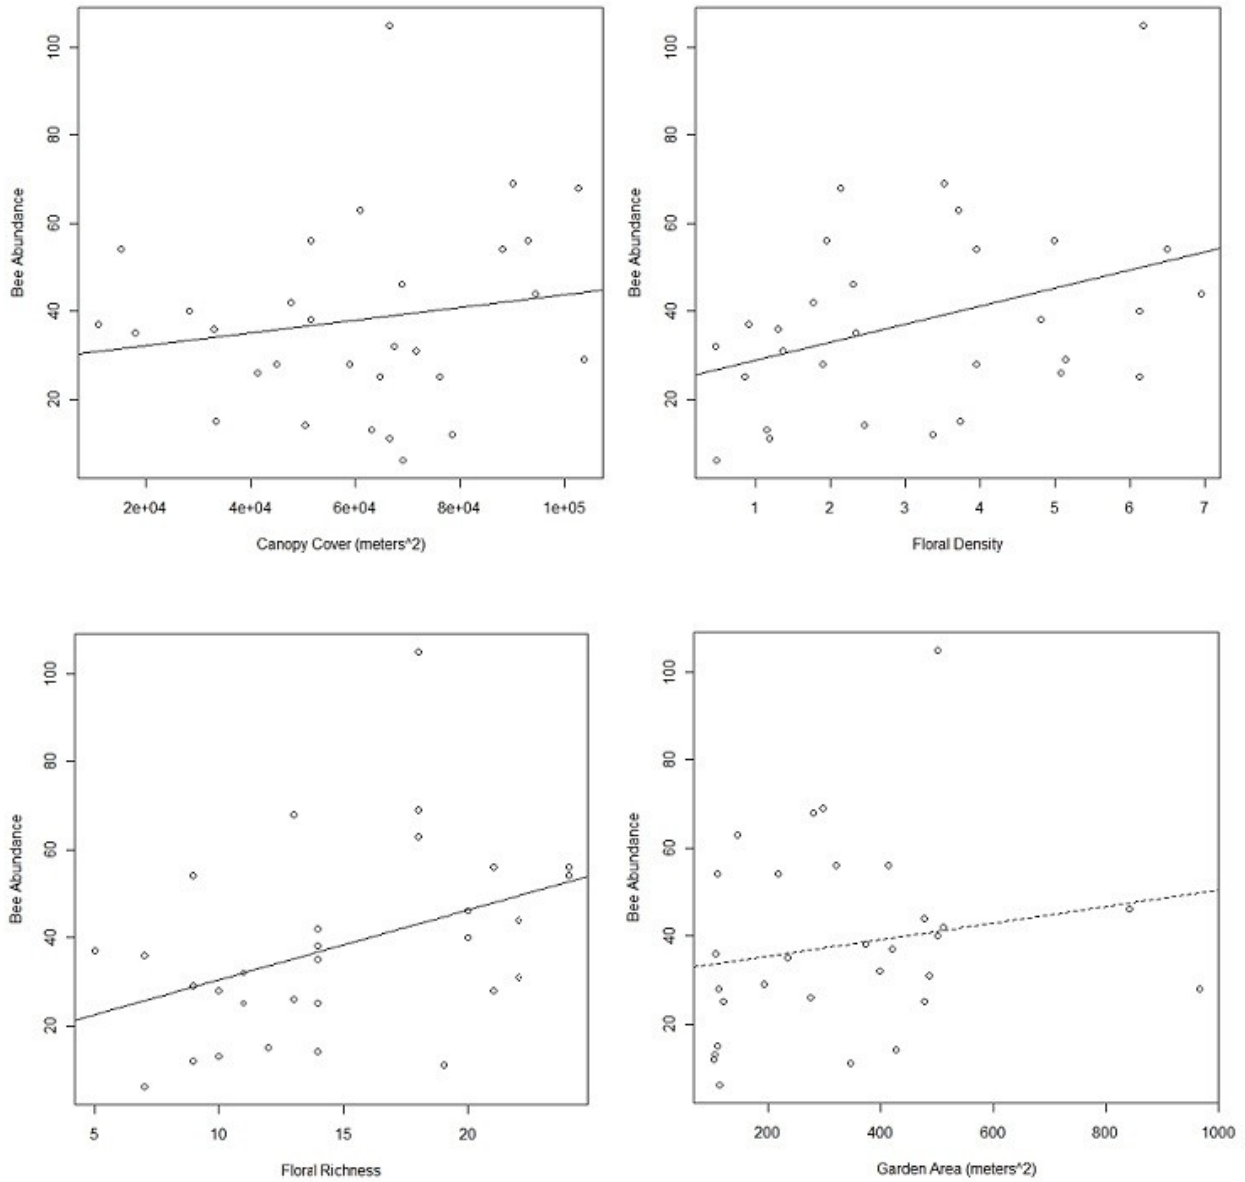 Bee Abundance
100
80
60
40
20
2e+04 4e+04 6e+04 8e+04 1e+05
Canopy Cover (meters^2)
Bee Abundance
100
80
60
40
20
1 2 3 4 5 6 7
Floral Density
Bee Abundance
100
80
60
40
20
5 10 15 20
Floral Richness
Bee Abundance
100
80
60
40
20
200 400 600 800 1000
Garden Area (meters^2)